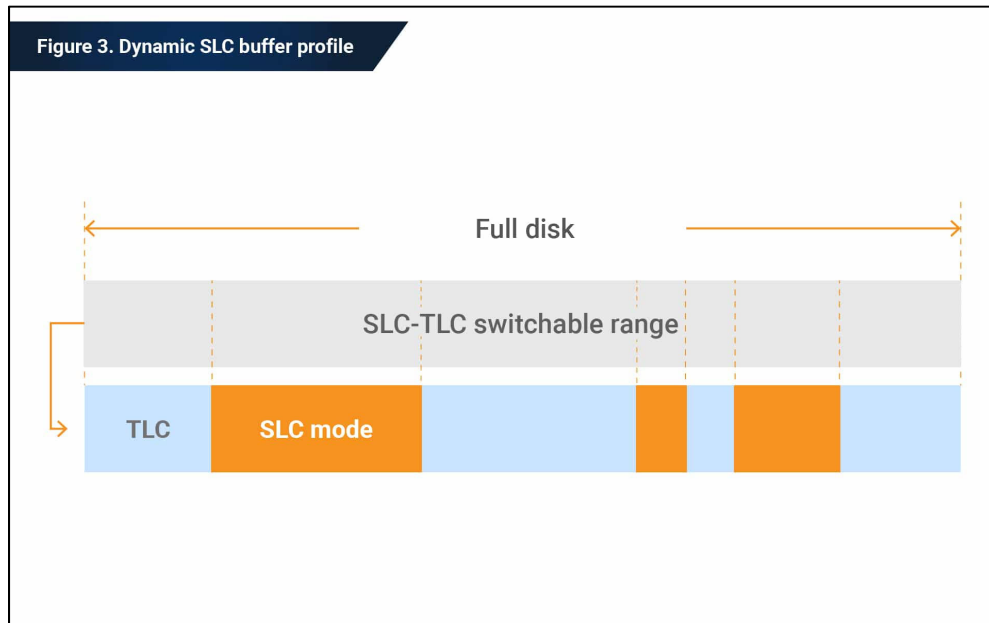 Figure 3. Dynamic SLC buffer profile
Full disk
SLC-TLC switchable range
TLC
SLC mode